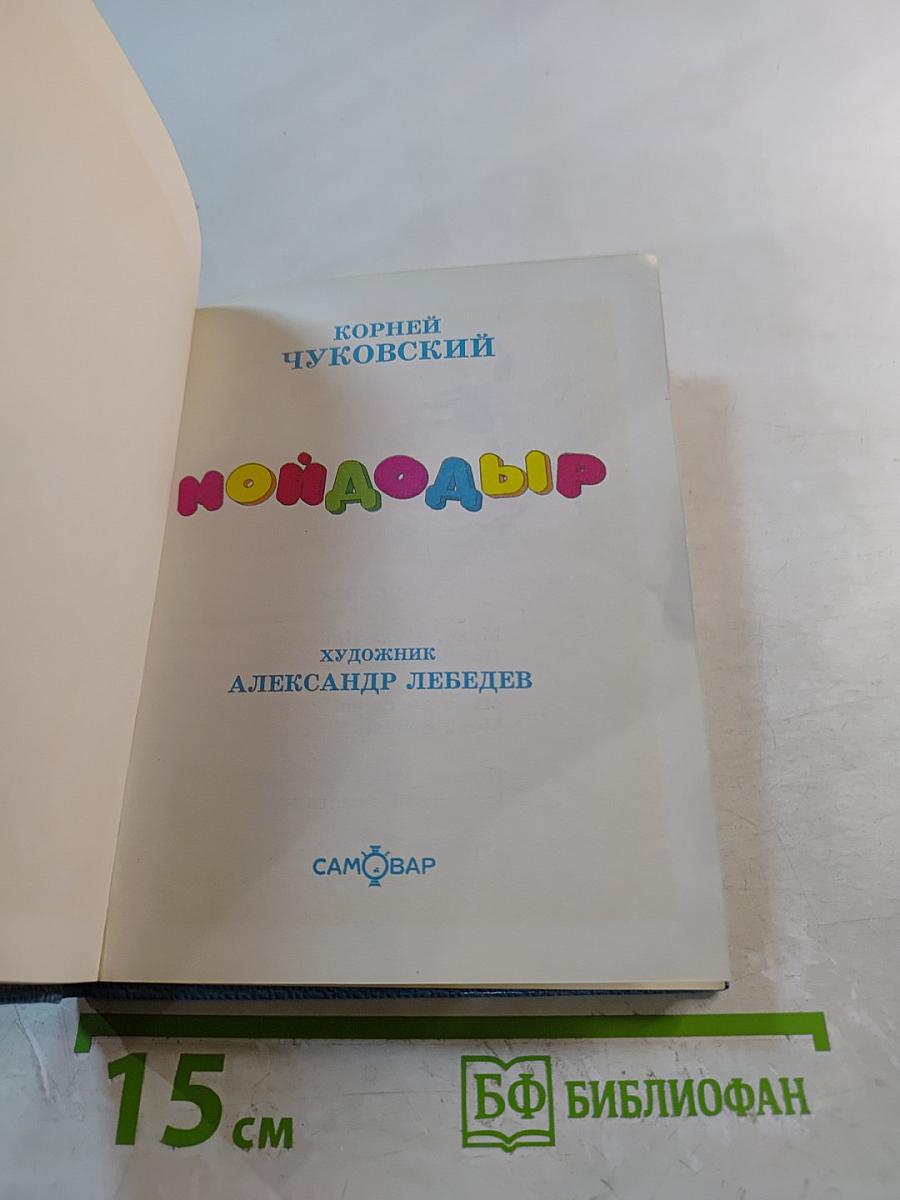 КОРНЕЙ
ЧУКОВСКИЙ
МОЙДОДЫР
ХУДОЖНИК
АЛЕКСАНДР ЛЕБЕДЕВ
САМОВАР
15 см
БФ БИБЛИОФАН